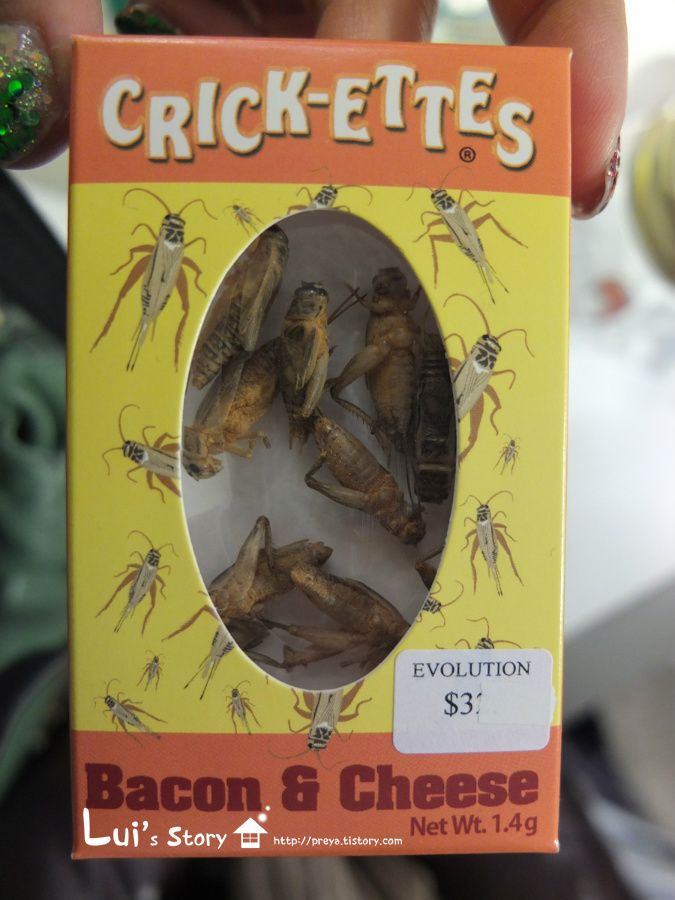 CRICK-ETTES
®
EVOLUTION
$3
Bacon & Cheese
Net Wt. 1.4g
Lui's Story http://preya.tistory.com